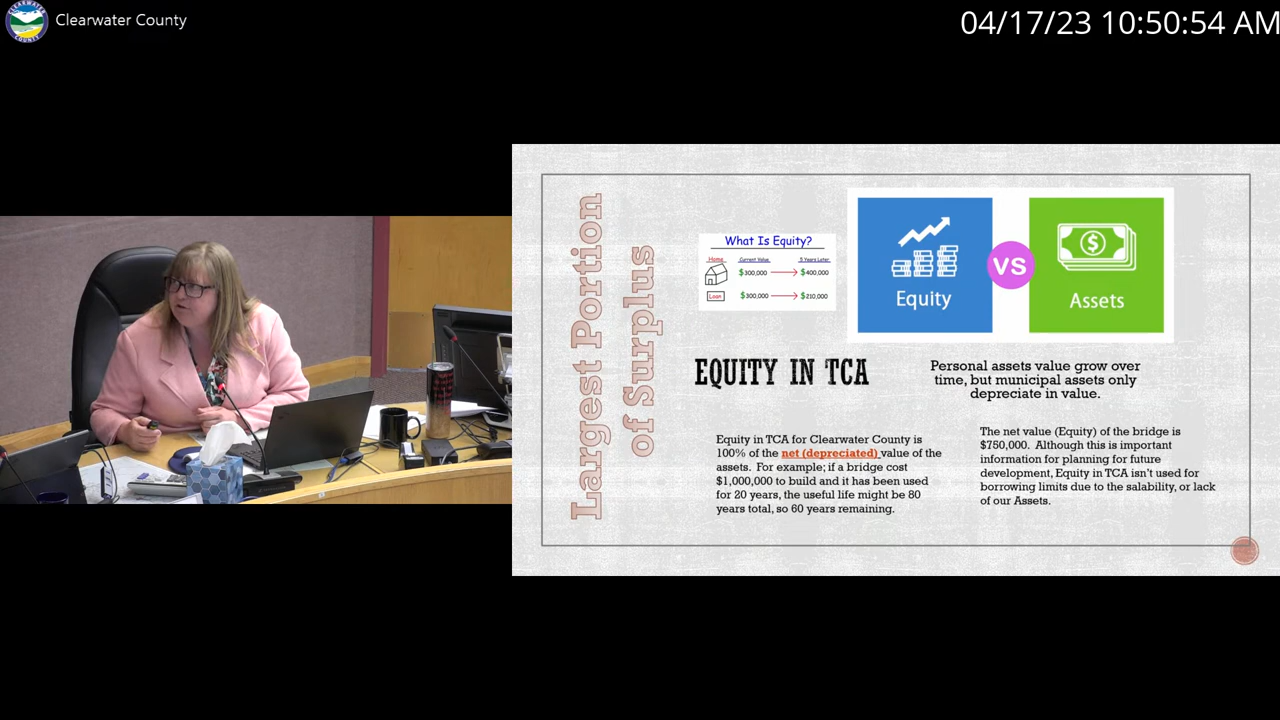 Clearwater County
04/17/23 10:50:54 AM
CLEARWATER
COUNTY
Largest Portion
of Surplus
What Is Equity?
Home
Current Value
5 Years Later
$300,000
$400,000
Loan
$300,000
$210,000
Equity
VS
Assets
EQUITY IN TCA
Equity in TCA for Clearwater County is
100% of the net (depreciated) value of the
assets. For example; if a bridge cost
$1,000,000 to build and it has been used
for 20 years, the useful life might be 80
years total, so 60 years remaining.
Personal assets value grow over
time, but municipal assets only
depreciate in value.
The net value (Equity) of the bridge is
$750,000. Although this is important
information for planning for future
development, Equity in TCA isn't used for
borrowing limits due to the salability, or lack
of our Assets.